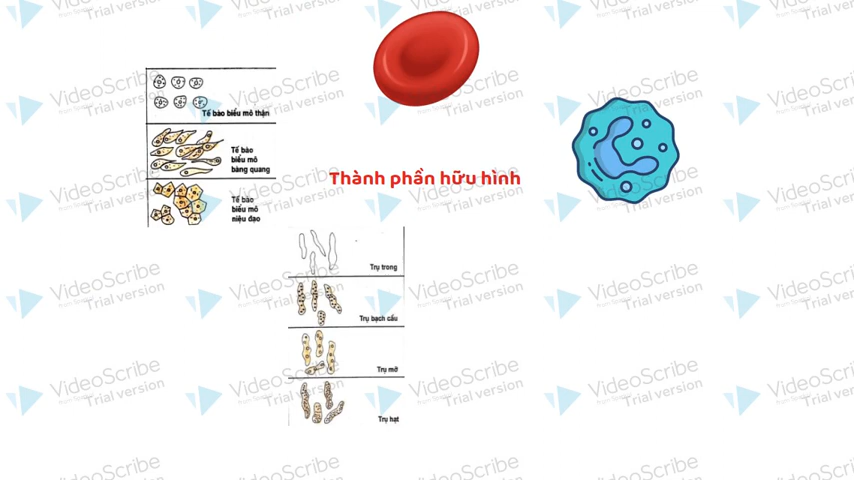 Tế bào biểu mô thận
Tế bào
biểu mô
bàng quang
Tế bào
biểu mô
niệu đạo
Thành phần hữu hình
Trụ trong
Trụ bạch cầu
Trụ mỡ
Trụ hạt
VideoScribe
Trial version